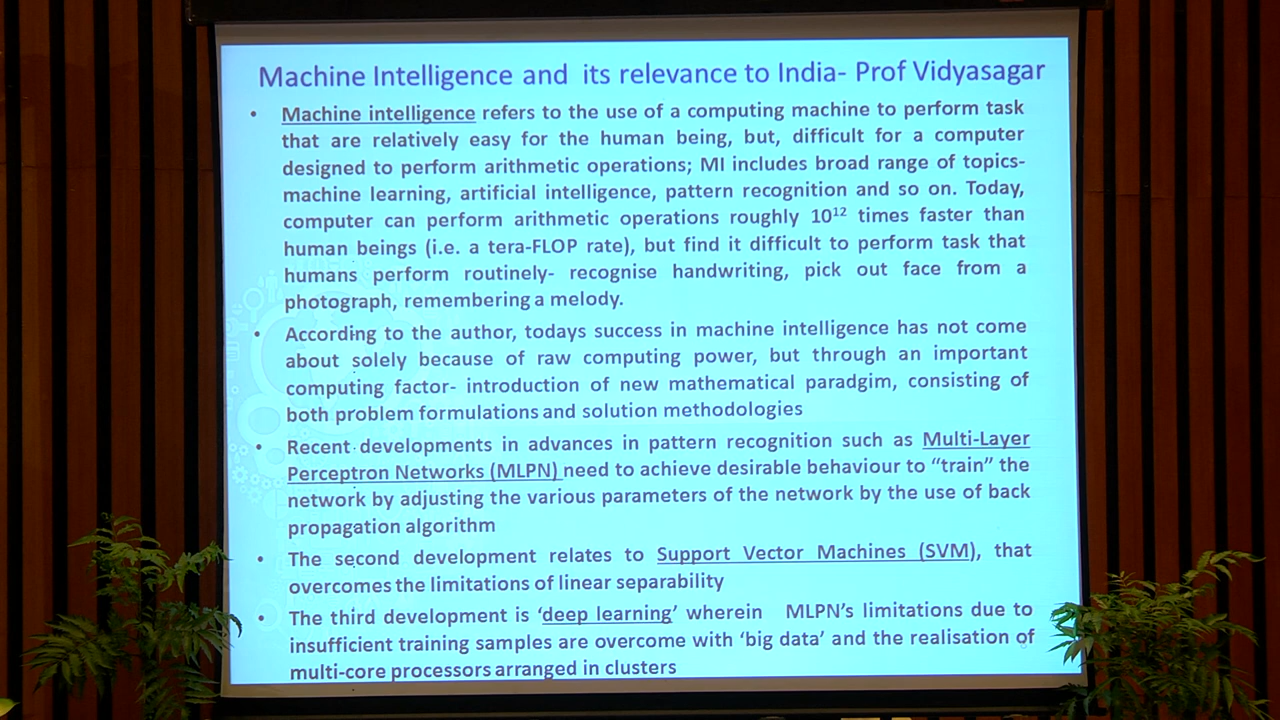 Machine Intelligence and its relevance to India- Prof Vidyasagar
• Machine intelligence refers to the use of a computing machine to perform task
that are relatively easy for the human being, but, difficult for a computer
designed to perform arithmetic operations; MI includes broad range of topics-
machine learning, artificial intelligence, pattern recognition and so on. Today,
computer can perform arithmetic operations roughly 10¹² times faster than
human beings (i.e. a tera-FLOP rate), but find it difficult to perform task that
humans perform routinely- recognise handwriting, pick out face from a
photograph, remembering a melody.
• According to the author, todays success in machine intelligence has not come
about solely because of raw computing power, but through an important
computing factor- introduction of new mathematical paradgim, consisting of
both problem formulations and solution methodologies
• Recent developments in advances in pattern recognition such as Multi-Layer
Perceptron Networks (MLPN) need to achieve desirable behaviour to “train” the
network by adjusting the various parameters of the network by the use of back
propagation algorithm
• The second development relates to Support Vector Machines (SVM), that
overcomes the limitations of linear separability
• The third development is ‘deep learning’ wherein MLPN’s limitations due to
insufficient training samples are overcome with ‘big data’ and the realisation of
multi-core processors arranged in clusters